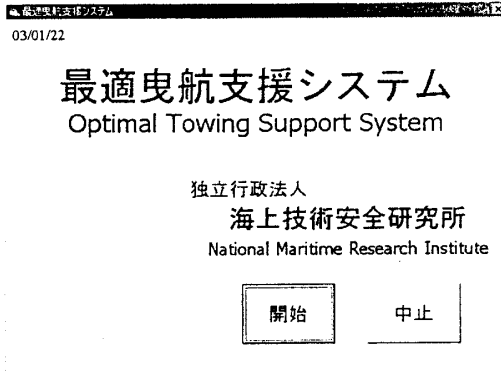 最適曳航支援システム
03/01/22
最適曳航支援システム
Optimal Towing Support System
独立行政法人
海上技術安全研究所
National Maritime Research Institute
開始
中止